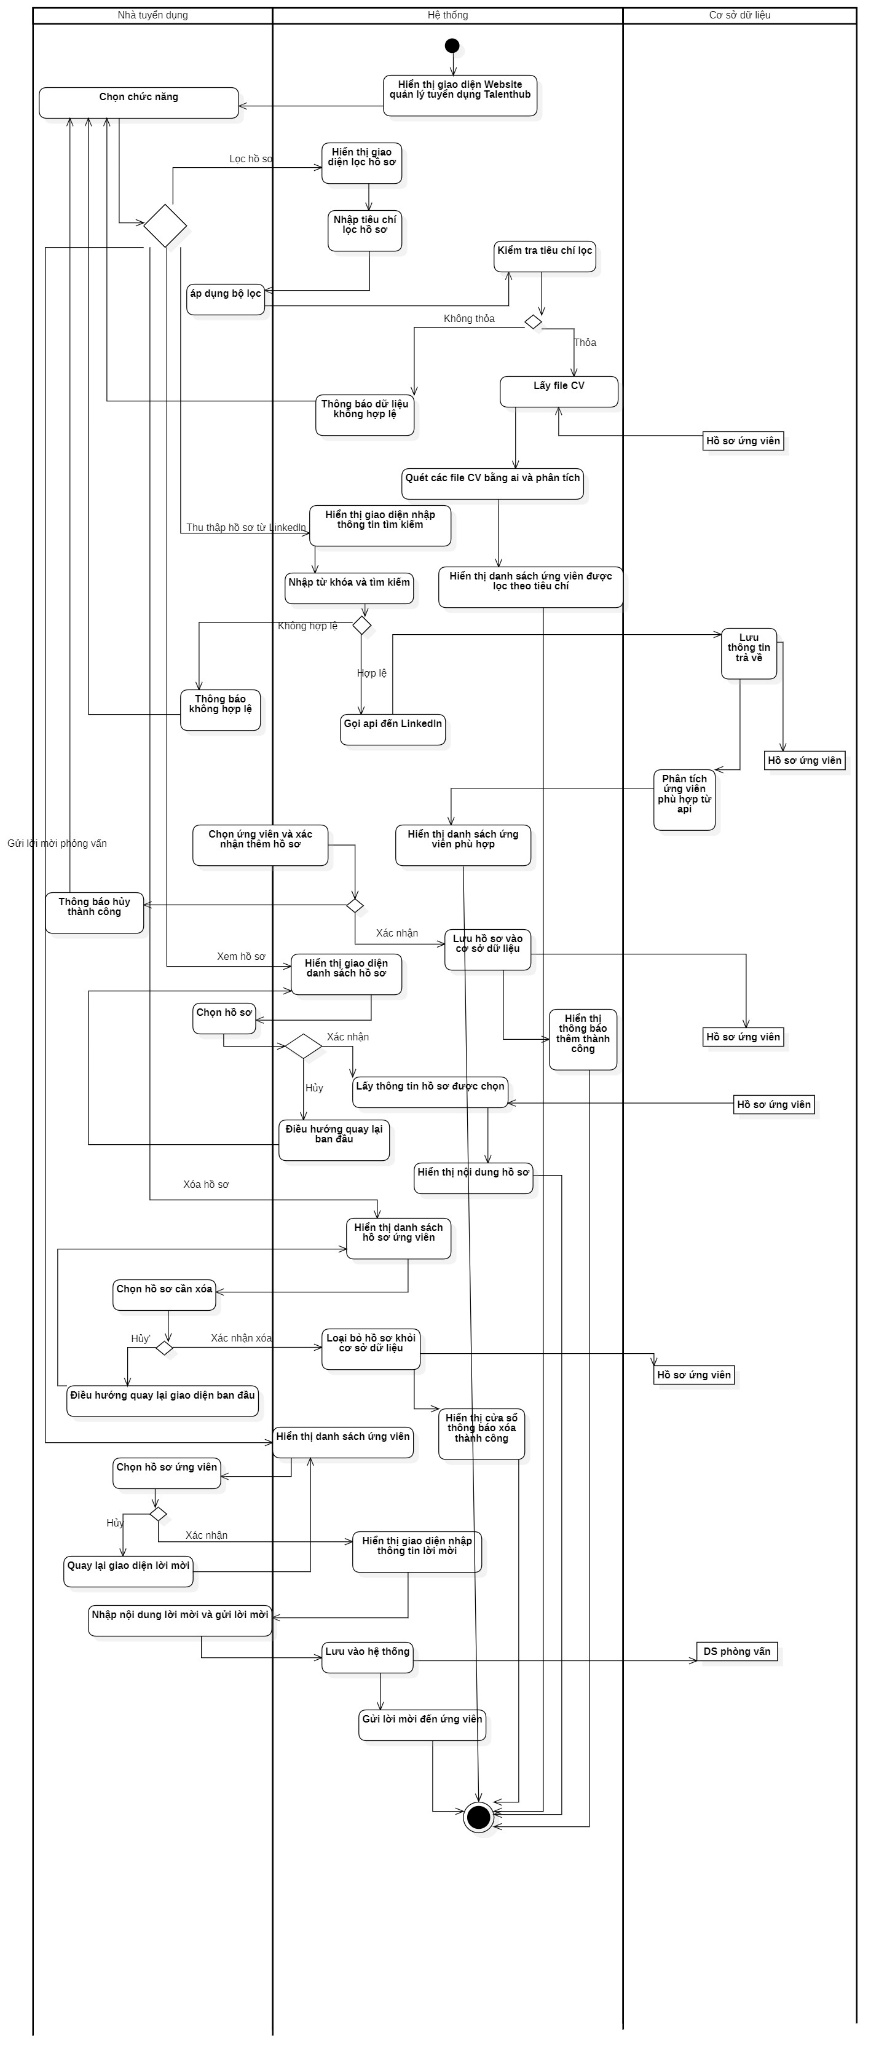 Nhà tuyển dụng
Hệ thống
Cơ sở dữ liệu
Hiển thị giao diện Website
quản lý tuyển dụng Talenthub
Chọn chức năng
Lọc hồ sơ
Hiển thị giao
diện lọc hồ sơ
Nhập tiêu chí
lọc hồ sơ
Kiểm tra tiêu chí lọc
áp dụng bộ lọc
Không thỏa
Thỏa
Lấy file CV
Thông báo dữ liệu
không hợp lệ
Hồ sơ ứng viên
Quét các file CV bằng ai và phân tích
Hiển thị giao diện nhập
thông tin tìm kiếm
Thu thập hồ sơ từ LinkedIn
Nhập từ khóa và tìm kiếm
Hiển thị danh sách ứng viên được
lọc theo tiêu chí
Không hợp lệ
Lưu
thông tin
trả về
Hợp lệ
Thông báo
không hợp lệ
Gọi api đến LinkedIn
Hồ sơ ứng viên
Phân tích
ứng viên
phù hợp từ
api
Gửi lời mời phỏng vấn
Chọn ứng viên và xác
nhận thêm hồ sơ
Hiển thị danh sách ứng
viên phù hợp
Thông báo hủy
thành công
Xác nhận
Lưu hồ sơ vào
cơ sở dữ liệu
Xem hồ sơ
Hiển thị giao diện
danh sách hồ sơ
Chọn hồ sơ
Hiển thị
thông báo
thêm thành
công
Hồ sơ ứng viên
Xác nhận
Hủy
Lấy thông tin hồ sơ được chọn
Hồ sơ ứng viên
Điều hướng quay lại
ban đầu
Hiển thị nội dung hồ sơ
Xóa hồ sơ
Hiển thị danh sách
hồ sơ ứng viên
Chọn hồ sơ cần xóa
Hủy'
Xác nhận xóa
Loại bỏ hồ sơ khỏi
cơ sở dữ liệu
Hồ sơ ứng viên
Điều hướng quay lại giao diện ban đầu
Hiển thị cửa sổ
thông báo xóa
thành công
Hiển thị danh sách ứng viên
Chọn hồ sơ ứng viên
Hủy
Xác nhận
Hiển thị giao diện nhập
thông tin lời mời
Quay lại giao diện lời mời
Nhập nội dung lời mời và gửi lời mời
Lưu vào hệ thống
DS phòng vấn
Gửi lời mời đến ứng viên